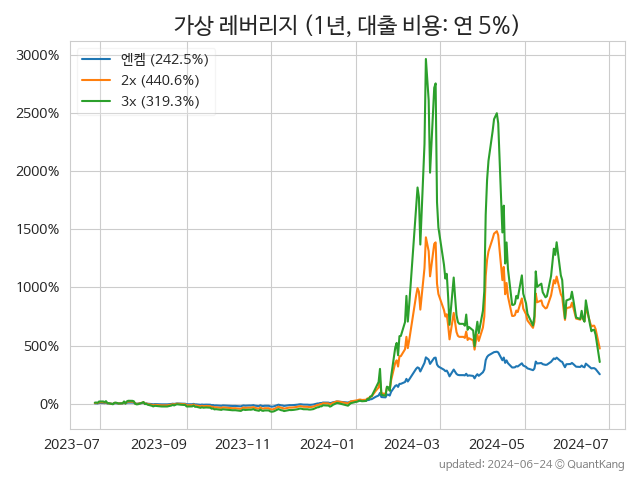 가상 레버리지 (1년, 대출 비용: 연 5%)
3000%
2500%
2000%
1500%
1000%
500%
0%
엔켐 (242.5%)
2x (440.6%)
3x (319.3%)
2023-07 2023-09 2023-11 2024-01 2024-03 2024-05 2024-07
updated: 2024-06-24 © QuantKang